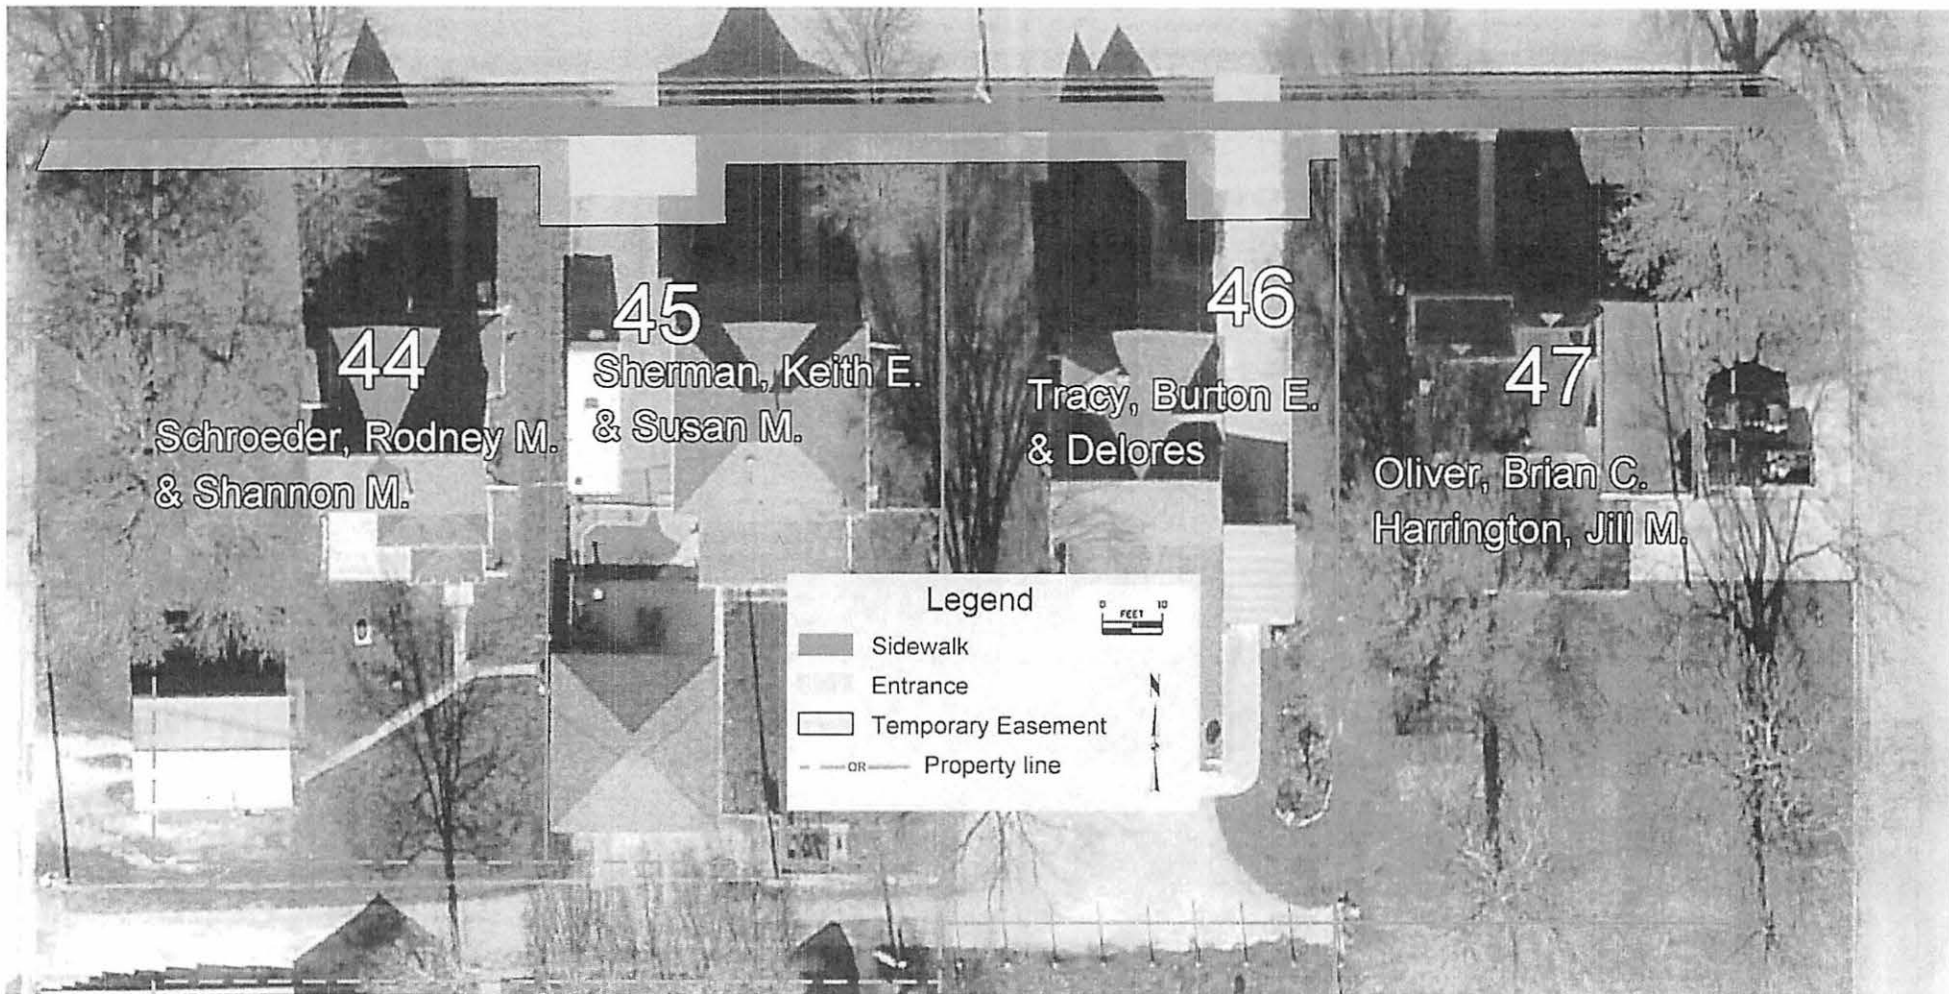 44
Schroeder, Rodney M.
& Shannon M.
45
Sherman, Keith E.
& Susan M.
46
Tracy, Burton E.
& Delores
47
Oliver, Brian C.
Harrington, Jill M.
Legend
0 10
FEET
Sidewalk
Entrance
N
Temporary Easement
OR Property line